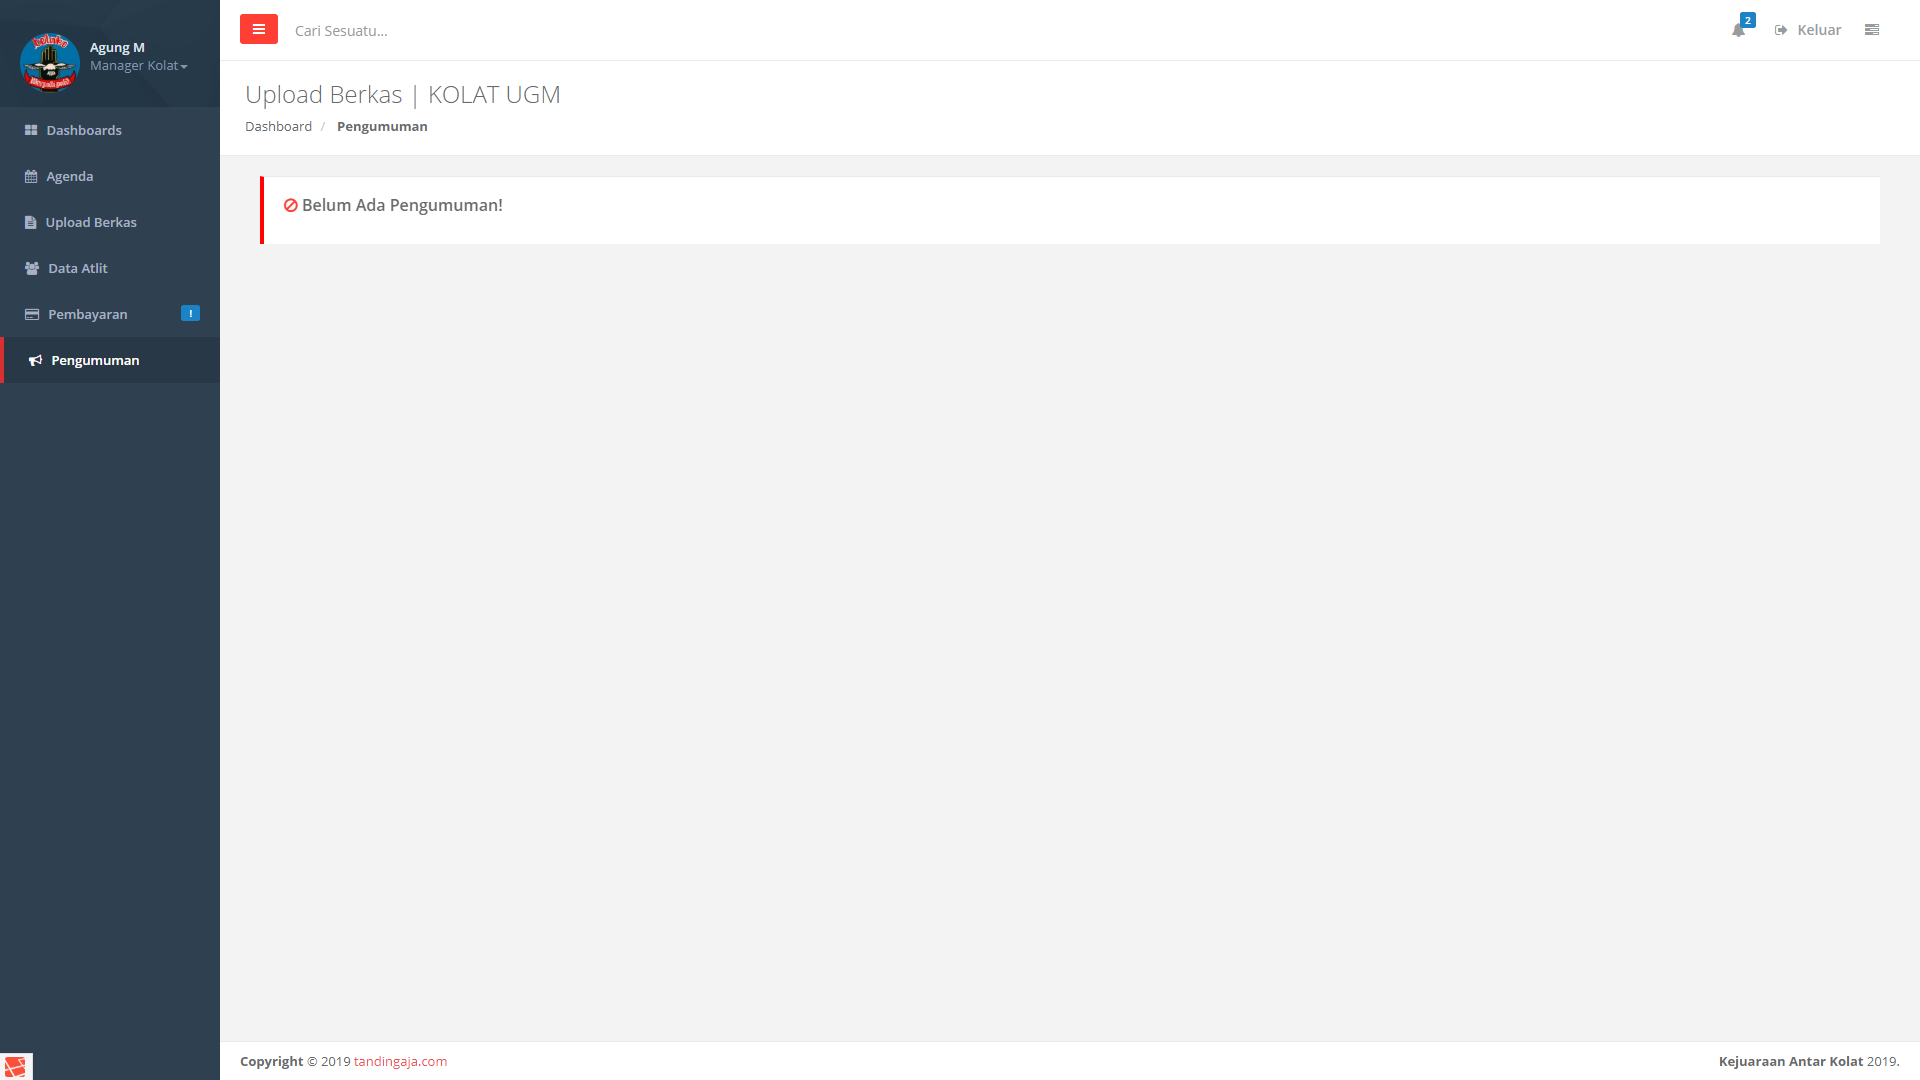 Agung M
Manager Kolat
Dashboards
Agenda
Upload Berkas
Data Atlit
Pembayaran !
Pengumuman
Cari Sesuatu...
2
Keluar
Upload Berkas | KOLAT UGM
Dashboard / Pengumuman
Belum Ada Pengumuman!
Copyright © 2019 tandingaja.com
Kejuaraan Antar Kolat 2019.